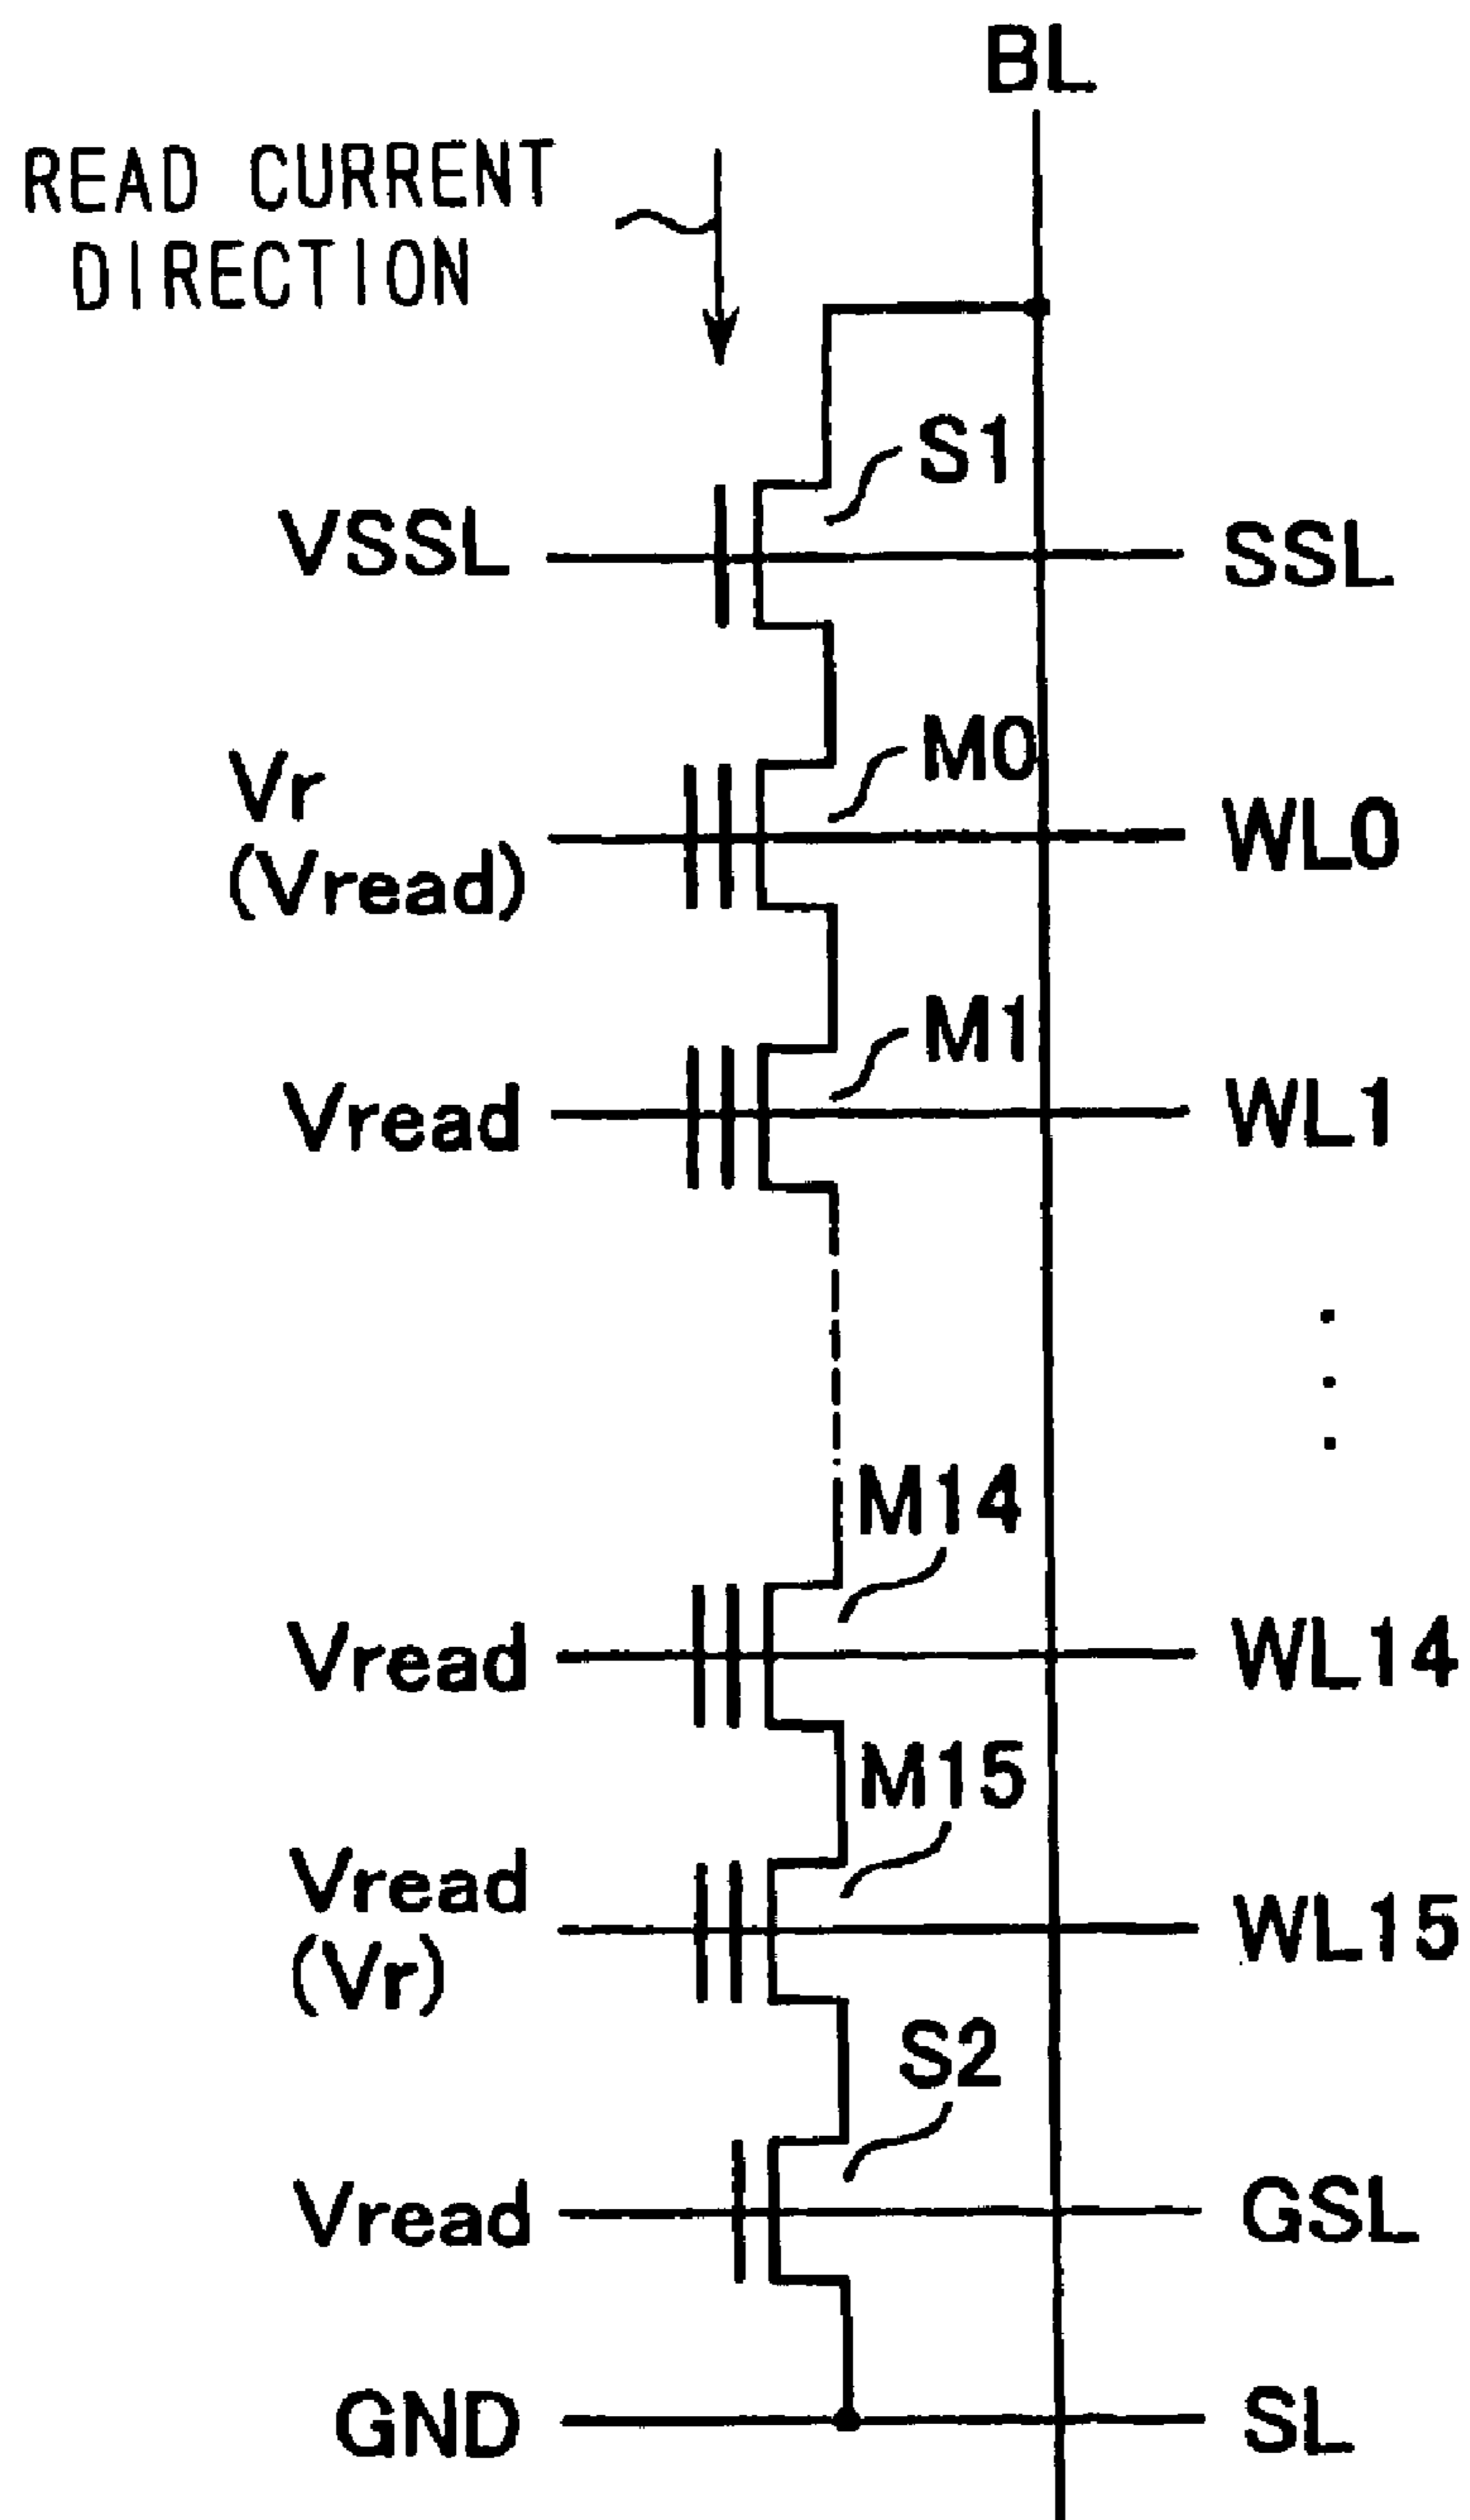 BL
READ CURRENT
DIRECTION
S1
VSSL
SSL
M0
Vr
(Vread)
WL0
M1
Vread
WL1
M14
Vread
WL14
M15
Vread
(Vr)
WL15
S2
Vread
GSL
GND
SL